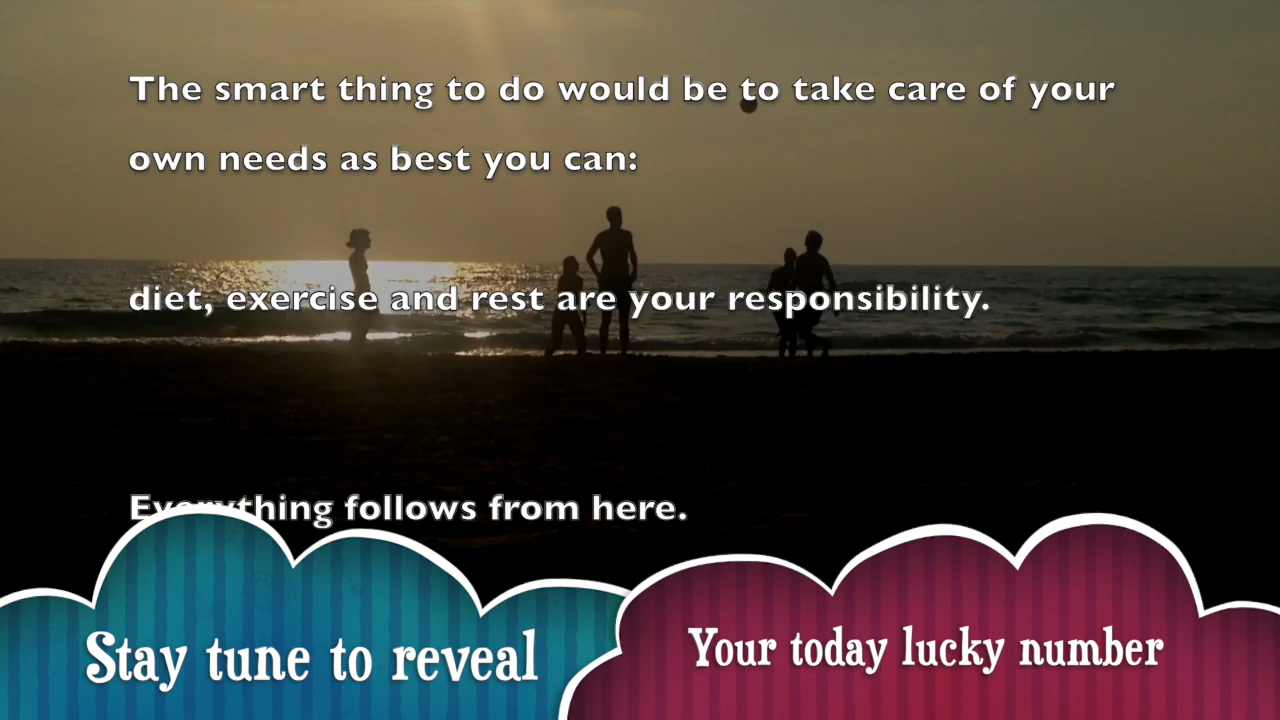 The smart thing to do would be to take care of your
own needs as best you can:
diet, exercise and rest are your responsibility.
Everything follows from here.
Stay tune to reveal
Your today lucky number